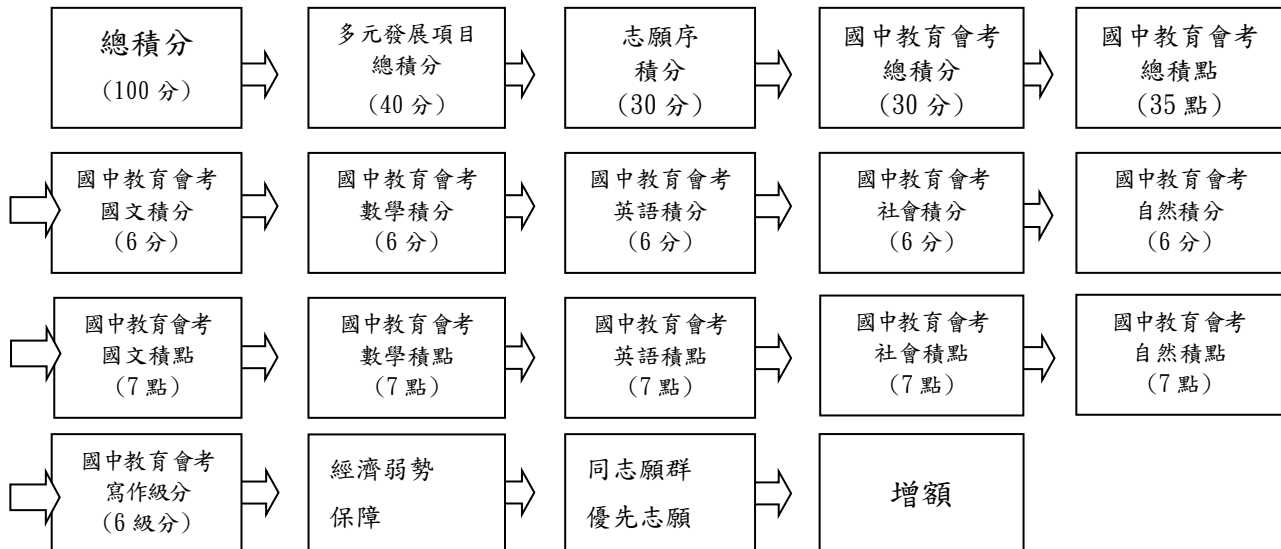 總積分
(100 分)
多元發展項目
總積分
(40 分)
志願序
積分
(30 分)
國中教育會考
總積分
(30 分)
國中教育會考
總積點
(35 點)
國中教育會考
國文積分
(6 分)
國中教育會考
數學積分
(6 分)
國中教育會考
英語積分
(6 分)
國中教育會考
社會積分
(6 分)
國中教育會考
自然積分
(6 分)
國中教育會考
國文積點
(7 點)
國中教育會考
數學積點
(7 點)
國中教育會考
英語積點
(7 點)
國中教育會考
社會積點
(7 點)
國中教育會考
自然積點
(7 點)
國中教育會考
寫作級分
(6 級分)
經濟弱勢
保障
同志願群
優先志願
增額